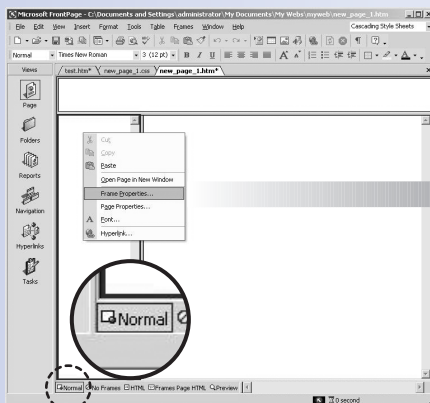 Microsoft FrontPage - C:\Documents and Settings\administrator\My Documents\My Webs\myweb\new_page_1.htm
File Edit View Insert Format Tools Table Frames Window Help
Cascading Style Sheets
Normal Times New Roman 3 (12 pt) B I U
Views
test.htm* new_page_1.css new_page_1.htm*
Page
Folders
Reports
Navigation
Hyperlinks
Tasks
Cut
Copy
Paste
Open Page in New Window
Frame Properties...
Page Properties...
Font...
Hyperlink...
Normal
Normal No Frames HTML Frames Page HTML Preview
0 second